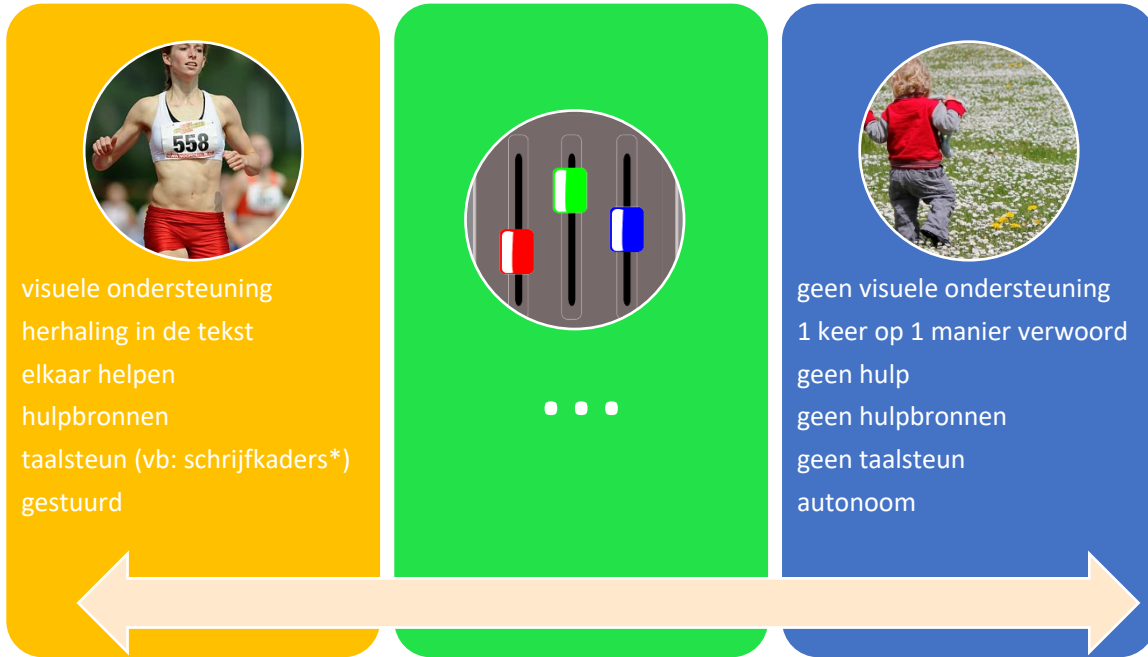 558
visuele ondersteuning
herhaling in de tekst
elkaar helpen
hulpbronnen
taalsteun (vb: schrijfkaders*)
gestuurd
...
geen visuele ondersteuning
1 keer op 1 manier verwoord
geen hulp
geen hulpbronnen
geen taalsteun
autonoom